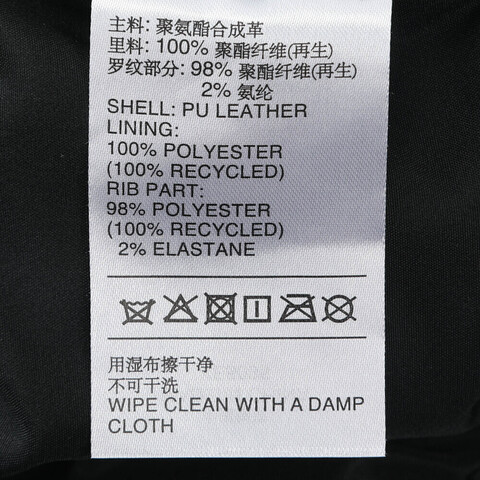 主料: 聚氨酯合成革
里料: 100% 聚酯纤维(再生)
罗纹部分: 98% 聚酯纤维(再生)
2% 氨纶
SHELL: PU LEATHER
LINING:
100% POLYESTER
(100% RECYCLED)
RIB PART:
98% POLYESTER
(100% RECYCLED)
2% ELASTANE
用湿布擦干净
不可干洗
WIPE CLEAN WITH A DAMP
CLOTH